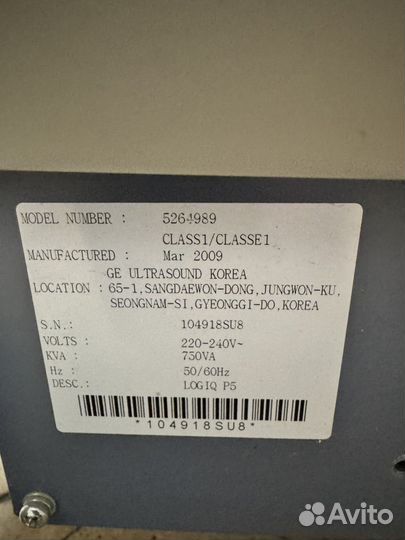 MODEL NUMBER : 5264989
CLASS1/CLASSE1
MANUFACTURED : Mar 2009
GE ULTRASOUND KOREA
LOCATION : 65-1,SANGDAEWON-DONG,JUNGWON-KU,
SEONGNAM-SI,GYEONGGI-DO,KOREA
S.N.: 104918SU8
VOLTS : 220-240V~
KVA : 750VA
Hz : 50/60Hz
DESC.: LOGIQ P5
*104918SU8*
Avito